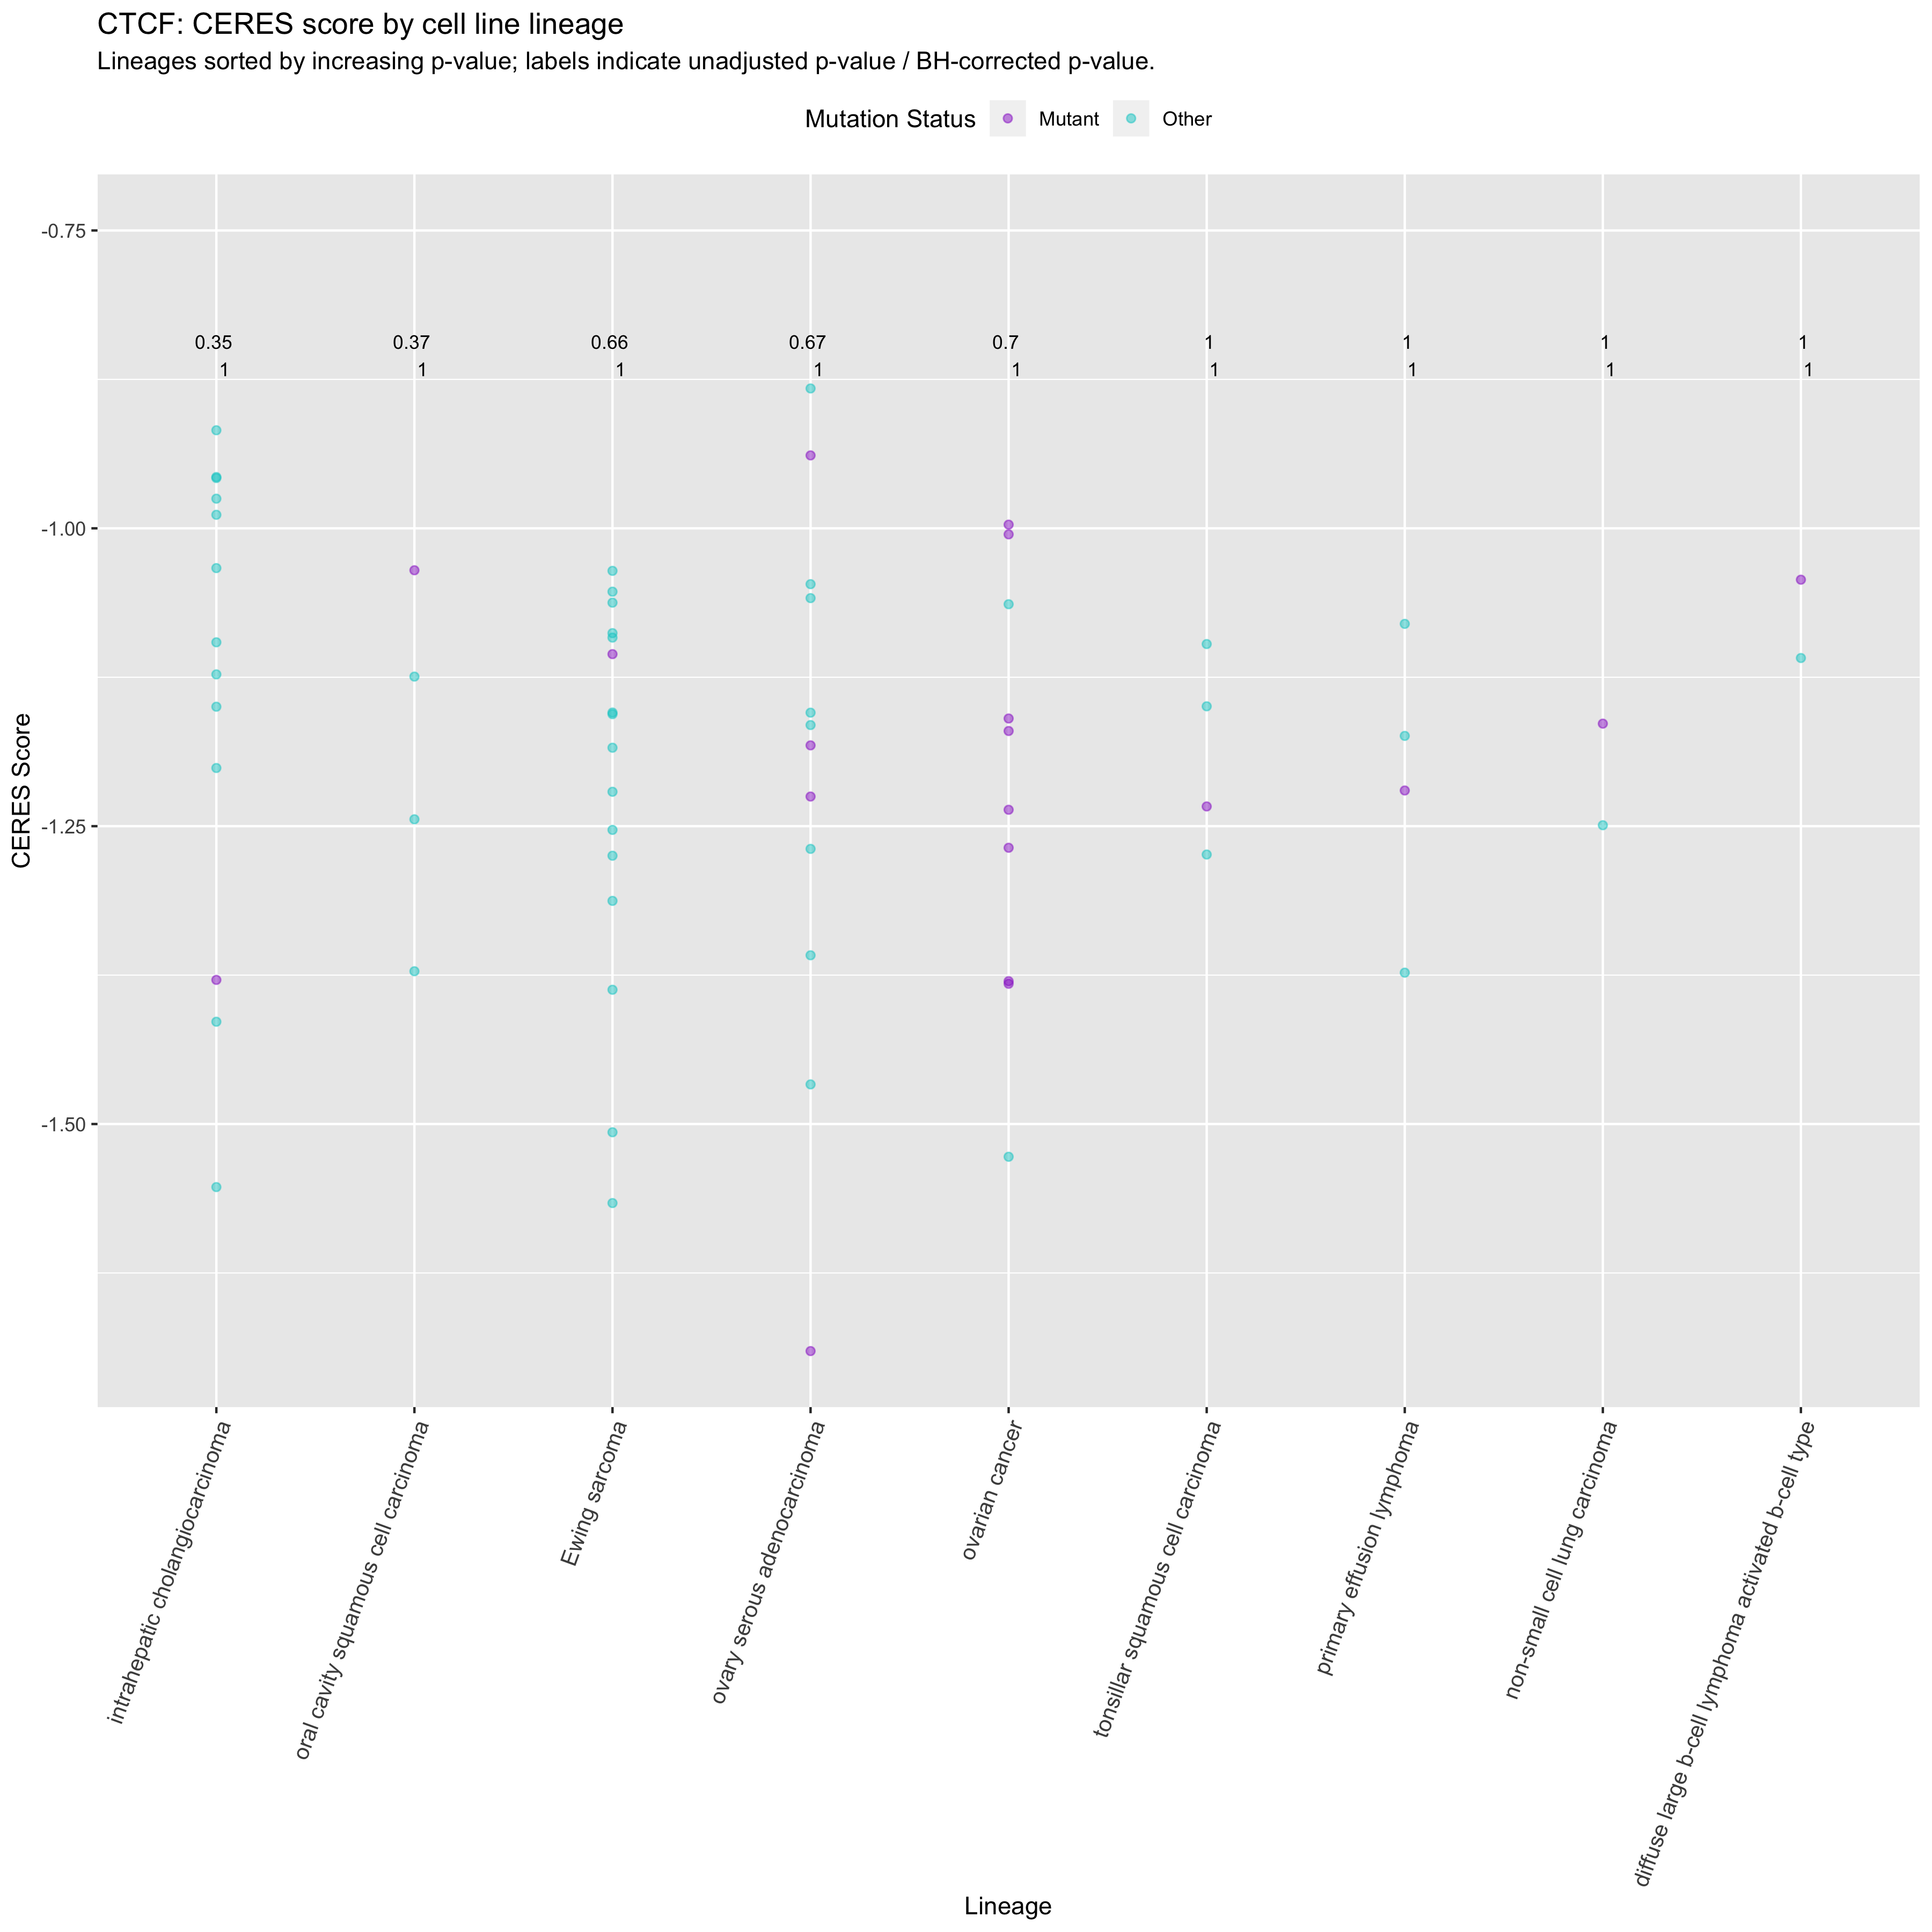 CTCF: CERES score by cell line lineage
Lineages sorted by increasing p-value; labels indicate unadjusted p-value / BH-corrected p-value.
Mutation Status Mutant Other
-0.75
0.35 0.37 0.66 0.67 0.7 1 1 1 1
1 1 1 1 1 1 1 1 1
-1.00
-1.25
-1.50
CERES Score
intrahepatic cholangiocarcinoma
oral cavity squamous cell carcinoma
Ewing sarcoma
ovary serous adenocarcinoma
ovarian cancer
tonsillar squamous cell carcinoma
primary effusion lymphoma
non-small cell lung carcinoma
diffuse large b-cell lymphoma activated b-cell type
Lineage